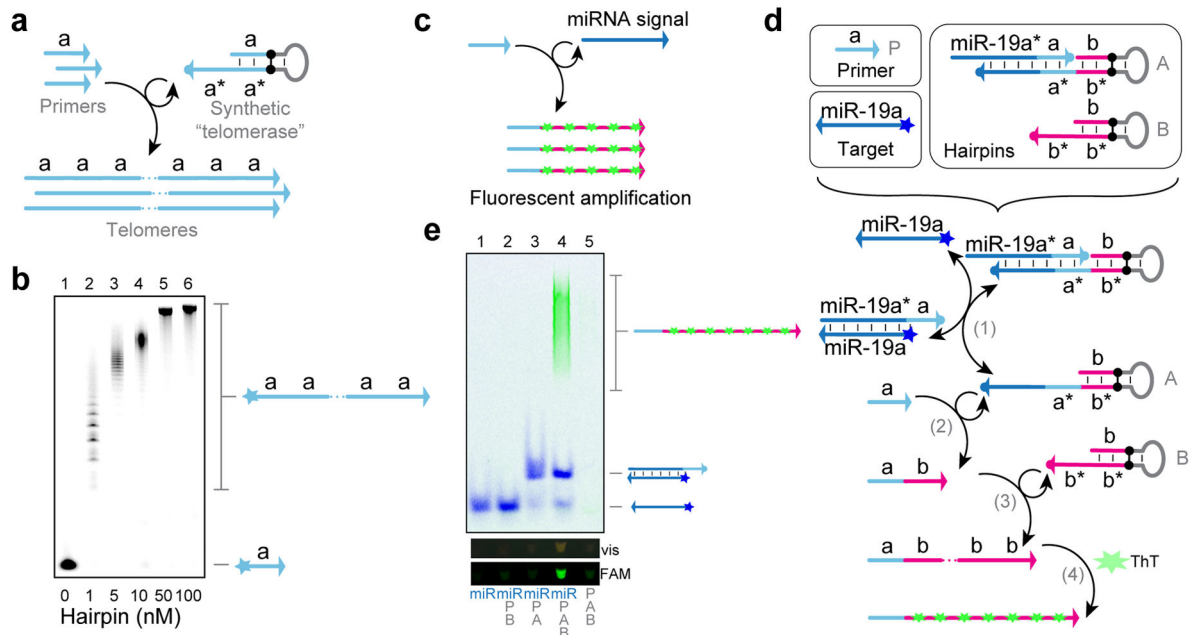 a
a
a* a*
Primers
Synthetic
“telomerase”
a a a a a a
Telomeres
b
1 2 3 4 5 6
a a a a
a
0 1 5 10 50 100
Hairpin (nM)
c
miRNA signal
Fluorescent amplification
d
a
P
Primer
miR-19a
Target
miR-19a* a b
A
a* b*
b
B
b* b*
Hairpins
miR-19a
miR-19a* a b
a* b*
miR-19a* a
miR-19a
(1)
b
A
a* b*
a
(2)
b
B
b* b*
a b
(3)
a b b b
(4)
ThT
e
1 2 3 4 5
vis
FAM
miR miR miR miR P
P P P A
B A A B
B